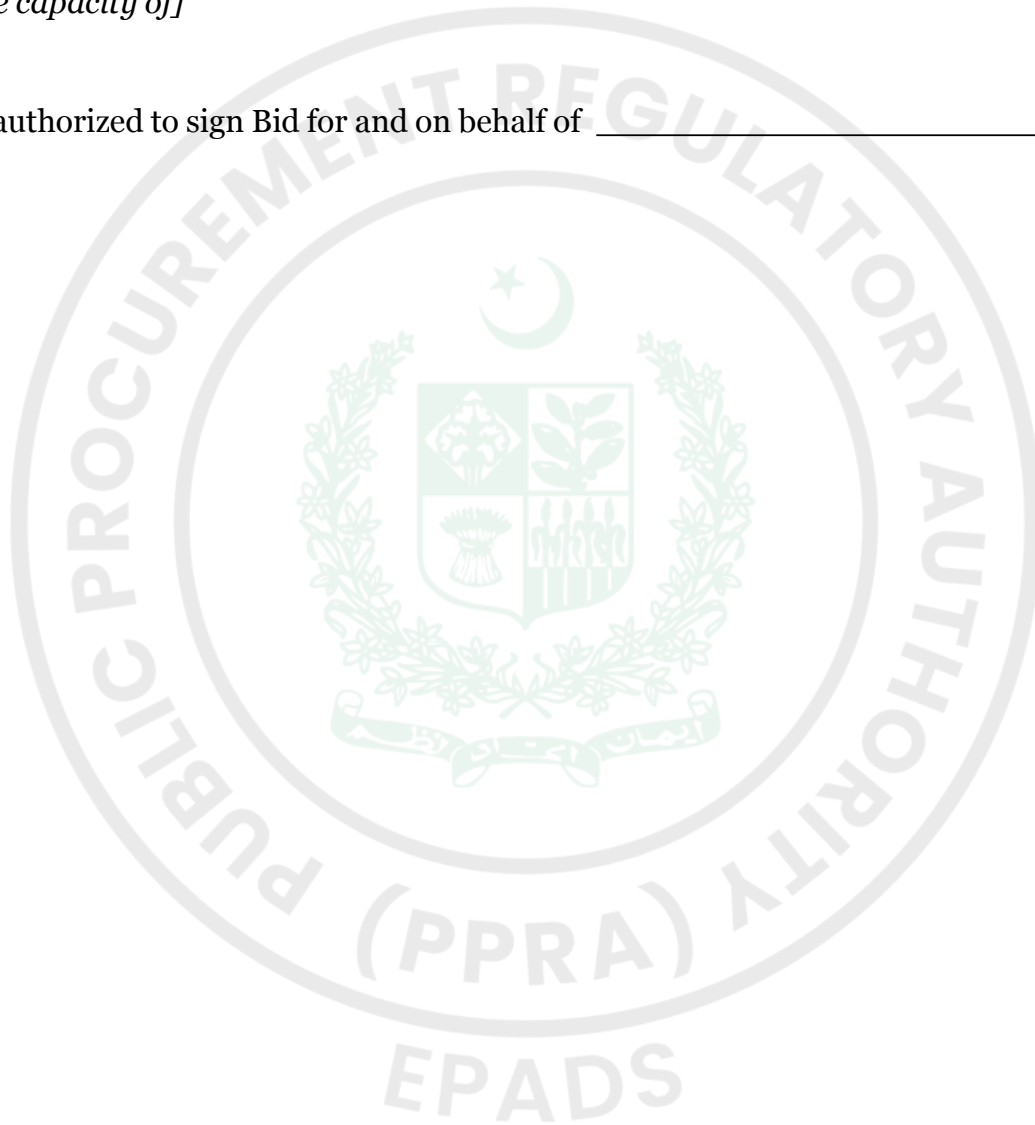 e capacity of]
authorized to sign Bid for and on behalf of
PUBLIC PROCUREMENT REGULATORY AUTHORITY
(PPRA)
EPADS